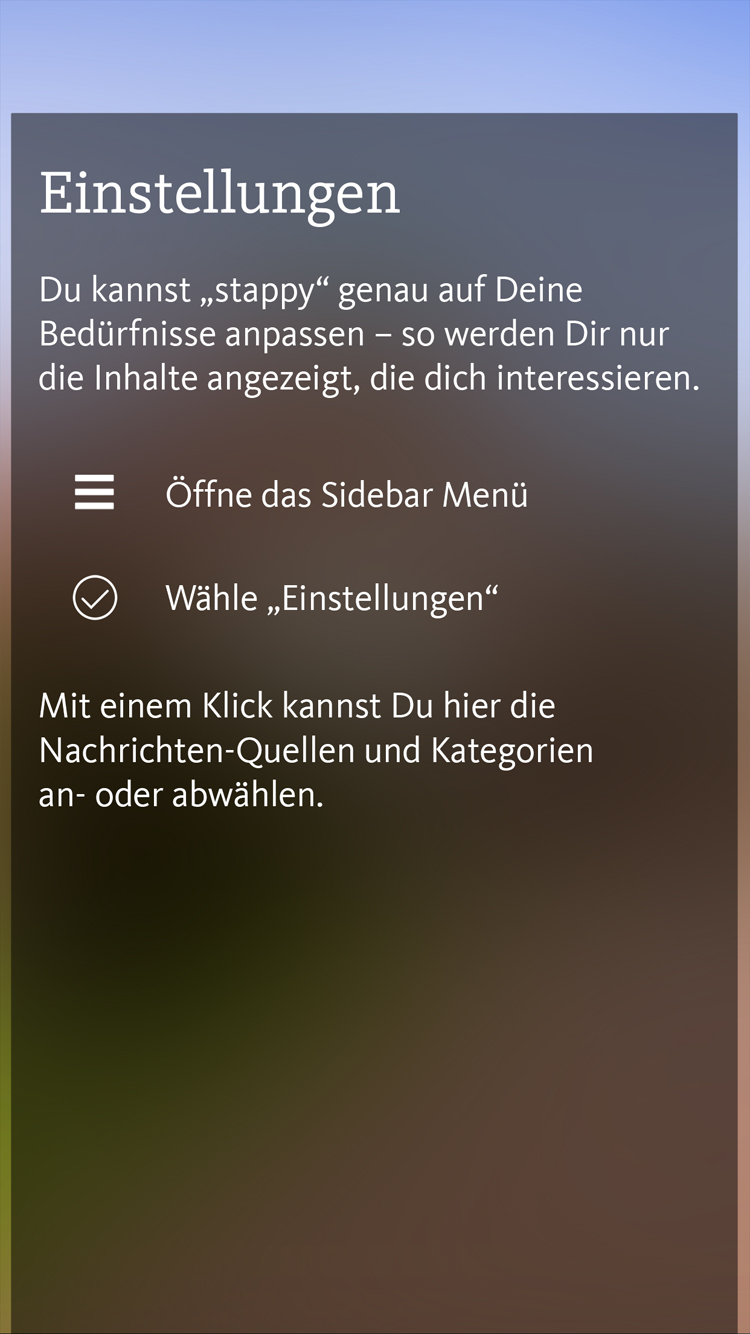 Einstellungen
Du kannst „stappy“ genau auf Deine
Bedürfnisse anpassen – so werden Dir nur
die Inhalte angezeigt, die dich interessieren.
Öffne das Sidebar Menü
Wähle „Einstellungen“
Mit einem Klick kannst Du hier die
Nachrichten-Quellen und Kategorien
an- oder abwählen.